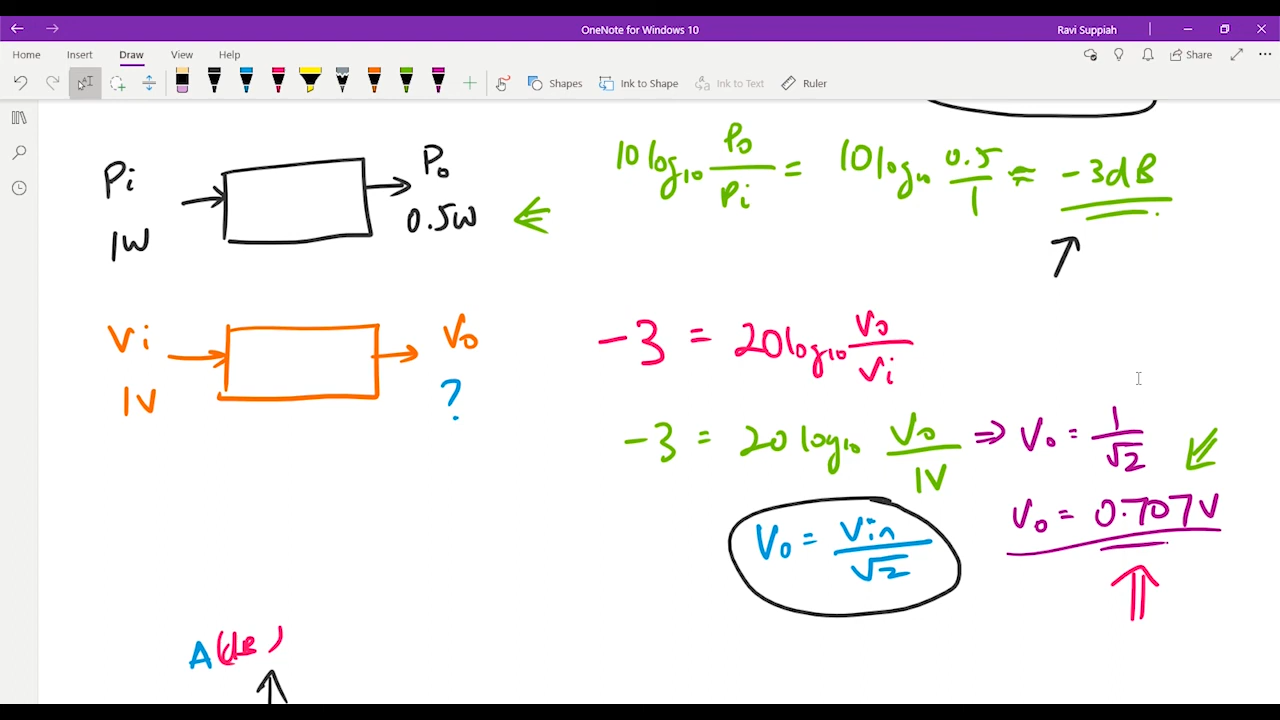 OneNote for Windows 10
Ravi Suppiah
Home Insert Draw View Help
Share
Shapes Ink to Shape Ink to Text Ruler
Pi
1W
Po
0.5W
10 log10 Po/Pi = 10 log10 0.5/1 ≈ -3dB
Vi
1V
Vo
?
-3 = 20 log10 Vo/Vi
-3 = 20 log10 Vo/1V ⇒ Vo = 1/√2
Vo = 0.707V
Vo = Vin/√2
A(dB)